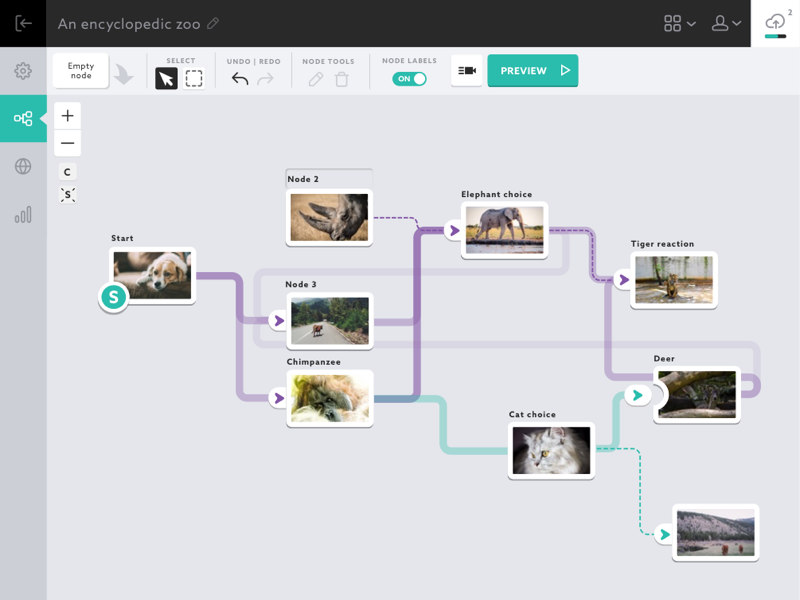 An encyclopedic zoo
2
Empty
node
SELECT
UNDO | REDO
NODE TOOLS
NODE LABELS
ON
PREVIEW
+
−
C
S
Node 2
Elephant choice
Start
Tiger reaction
S
Node 3
Chimpanzee
Deer
Cat choice